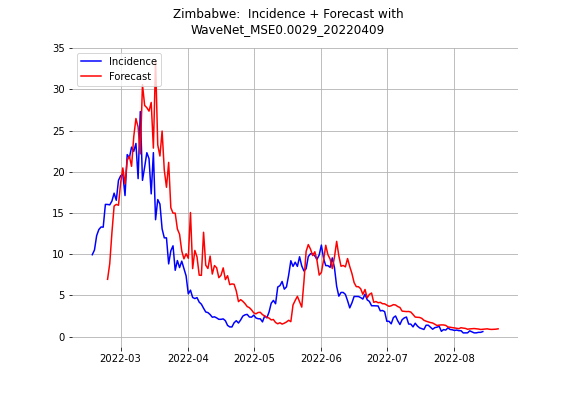 Zimbabwe:  Incidence + Forecast with
WaveNet_MSE0.0029_20220409
Incidence
Forecast
35
30
25
20
15
10
5
0
2022-03 2022-04 2022-05 2022-06 2022-07 2022-08